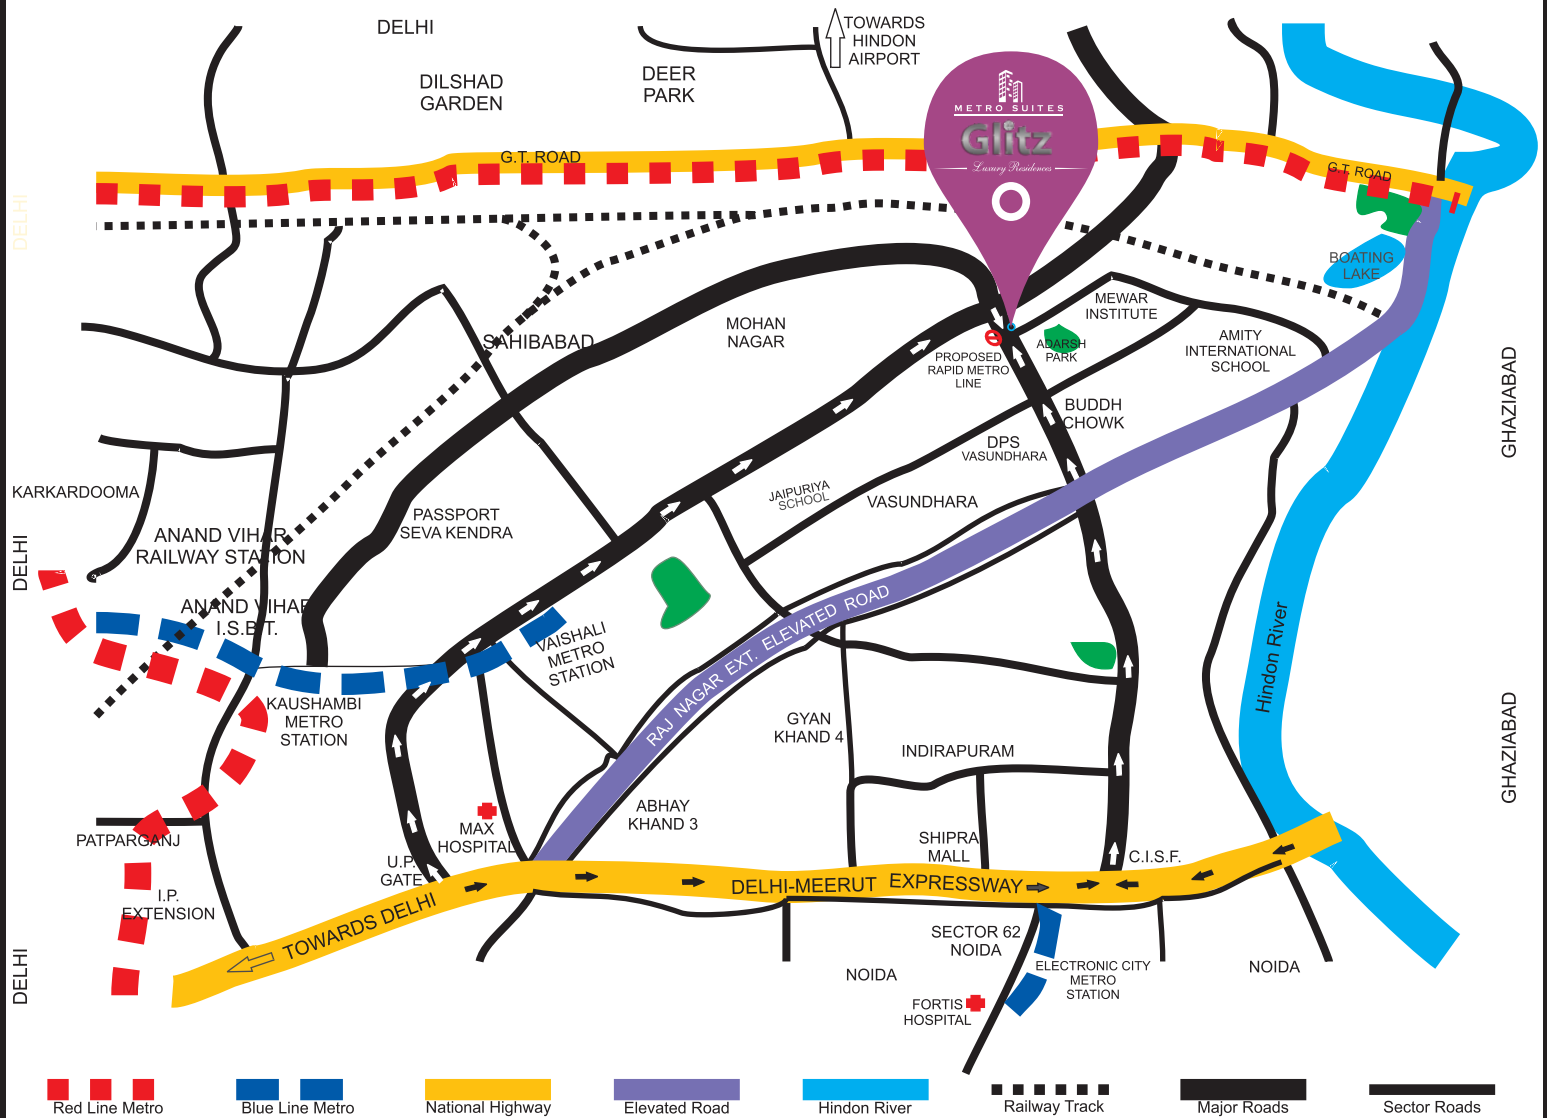 DELHI
TOWARDS
HINDON
AIRPORT
DILSHAD
GARDEN
DEER
PARK
METRO SUITES
Glitz
Luxury Residences
G.T. ROAD
G.T. ROAD
DELHI
BOATING
LAKE
MEWAR
INSTITUTE
MOHAN
NAGAR
SAHIBABAD
ADARSH
PARK
AMITY
INTERNATIONAL
SCHOOL
PROPOSED
RAPID METRO
LINE
GHAZIABAD
BUDDH
CHOWK
DPS
VASUNDHARA
KARKARDOOMA
JAIPURIYA
SCHOOL
VASUNDHARA
PASSPORT
SEVA KENDRA
ANAND VIHAR
RAILWAY STATION
DELHI
ANAND VIHAR
I.S.B.T.
VAISHALI
METRO
STATION
RAJ NAGAR EXT. ELEVATED ROAD
Hindon River
KAUSHAMBI
METRO
STATION
GYAN
KHAND 4
INDIRAPURAM
GHAZIABAD
ABHAY
KHAND 3
MAX
HOSPITAL
PATPARGANJ
SHIPRA
MALL
C.I.S.F.
U.P.
GATE
I.P.
EXTENSION
DELHI-MEERUT EXPRESSWAY
TOWARDS DELHI
SECTOR 62
NOIDA
NOIDA
ELECTRONIC CITY
METRO
STATION
NOIDA
DELHI
FORTIS
HOSPITAL
Red Line Metro
Blue Line Metro
National Highway
Elevated Road
Hindon River
Railway Track
Major Roads
Sector Roads